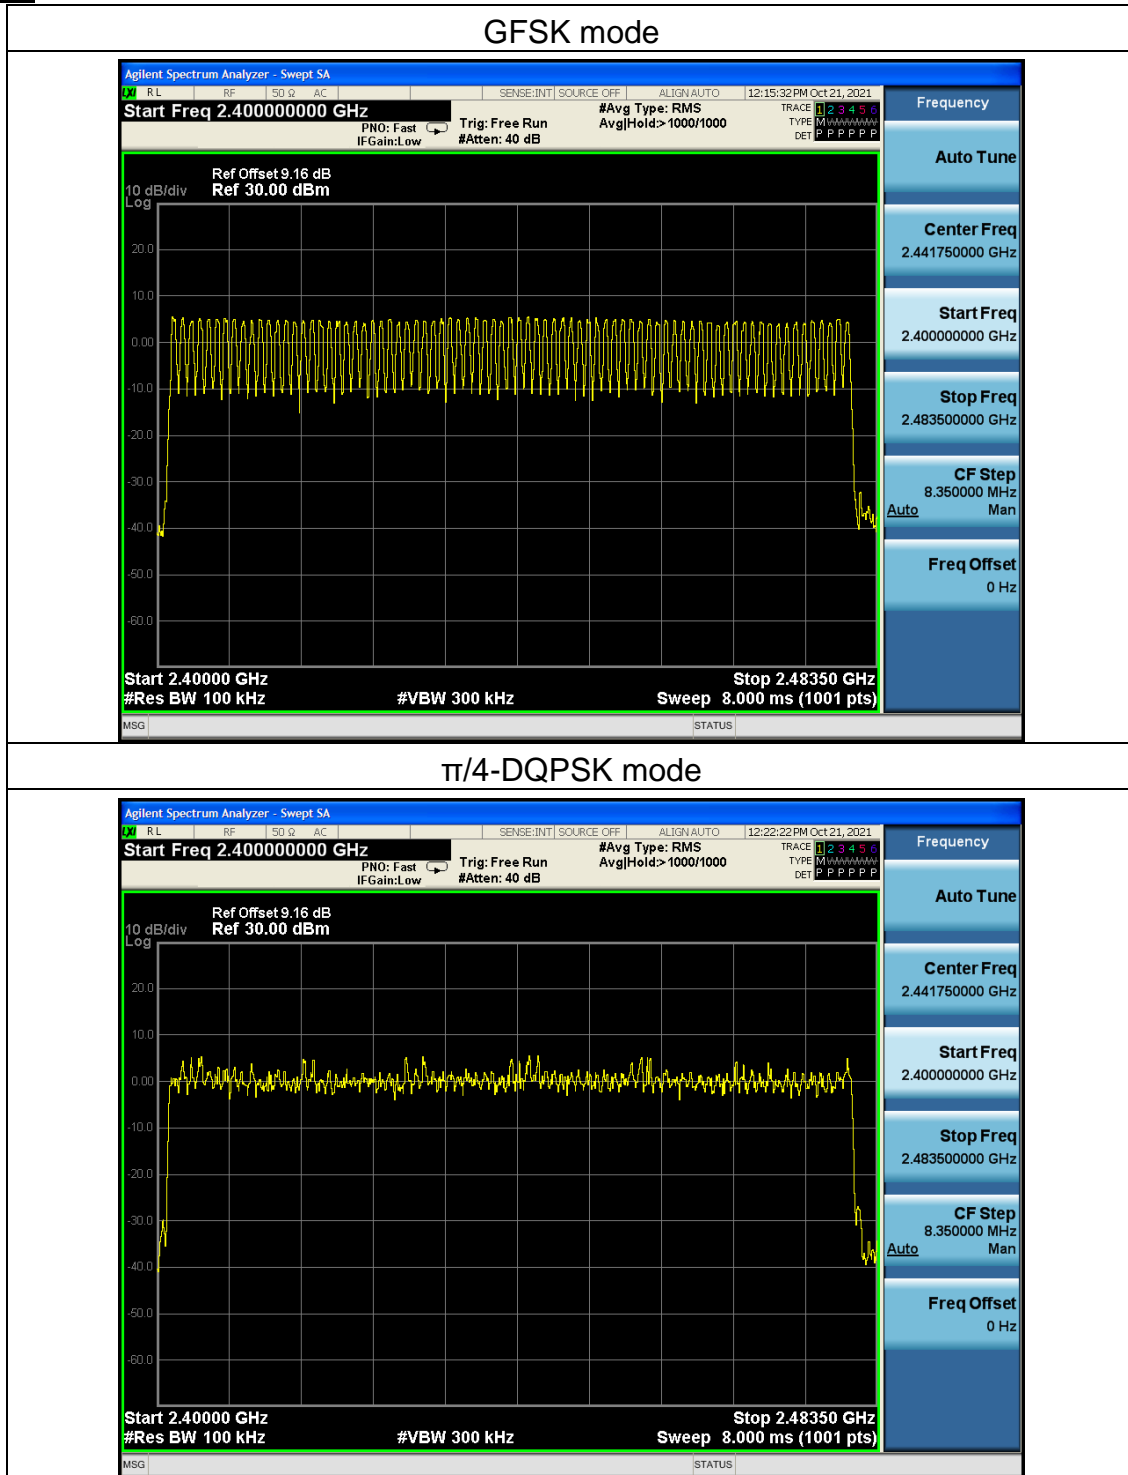 GFSK mode
Agilent Spectrum Analyzer - Swept SA
LXI RL RF 50 Ω AC SENSE:INT SOURCE OFF ALIGN AUTO 12:15:32 PM Oct 21, 2021
Start Freq 2.400000000 GHz #Avg Type: RMS TRACE 1 2 3 4 5 6
PNO: Fast Trig: Free Run Avg|Hold:>1000/1000 TYPE M WWWWW
IFGain:Low #Atten: 40 dB DET P P P P P P
Frequency
Auto Tune
Ref Offset 9.16 dB
10 dB/div Ref 30.00 dBm
Log
20.0
10.0
0.00
-10.0
-20.0
-30.0
-40.0
-50.0
-60.0
Center Freq
2.441750000 GHz
Start Freq
2.400000000 GHz
Stop Freq
2.483500000 GHz
CF Step
8.350000 MHz
Auto Man
Freq Offset
0 Hz
Start 2.40000 GHz Stop 2.48350 GHz
#Res BW 100 kHz #VBW 300 kHz Sweep 8.000 ms (1001 pts)
MSG STATUS
π/4-DQPSK mode
Agilent Spectrum Analyzer - Swept SA
LXI RL RF 50 Ω AC SENSE:INT SOURCE OFF ALIGN AUTO 12:22:22 PM Oct 21, 2021
Start Freq 2.400000000 GHz #Avg Type: RMS TRACE 1 2 3 4 5 6
PNO: Fast Trig: Free Run Avg|Hold:>1000/1000 TYPE M WWWWW
IFGain:Low #Atten: 40 dB DET P P P P P P
Frequency
Auto Tune
Ref Offset 9.16 dB
10 dB/div Ref 30.00 dBm
Log
20.0
10.0
0.00
-10.0
-20.0
-30.0
-40.0
-50.0
-60.0
Center Freq
2.441750000 GHz
Start Freq
2.400000000 GHz
Stop Freq
2.483500000 GHz
CF Step
8.350000 MHz
Auto Man
Freq Offset
0 Hz
Start 2.40000 GHz Stop 2.48350 GHz
#Res BW 100 kHz #VBW 300 kHz Sweep 8.000 ms (1001 pts)
MSG STATUS